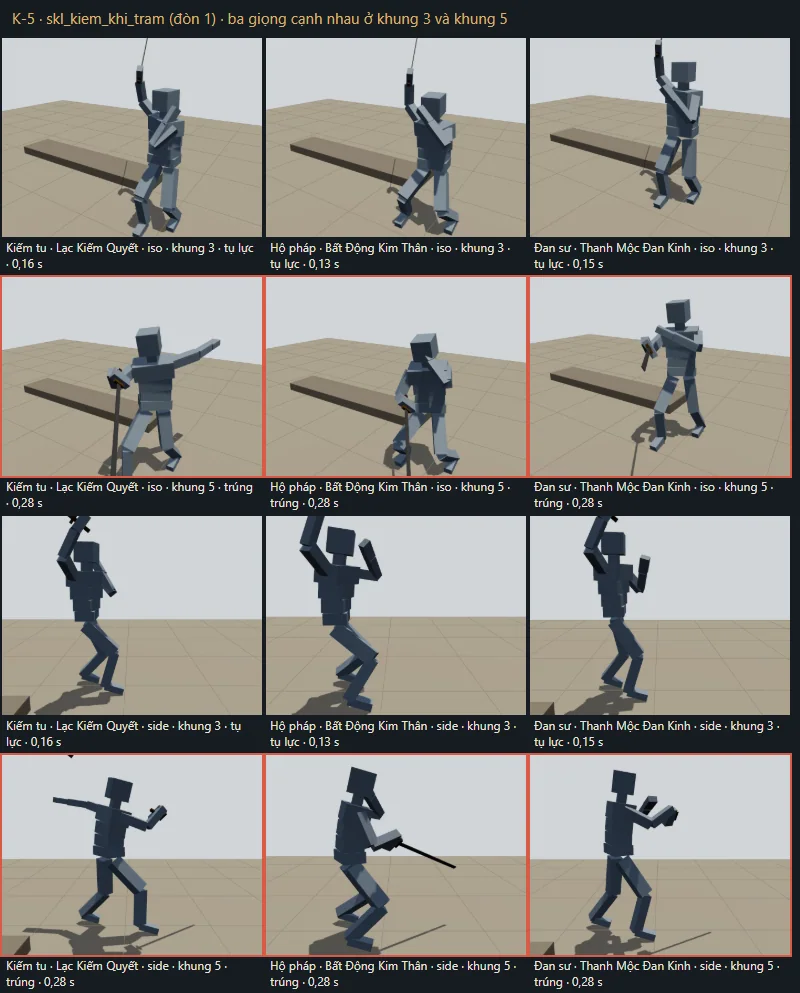 K-5 · skl_kiem_khi_tram (đòn 1) · ba giọng cạnh nhau ở khung 3 và khung 5
Kiếm tu · Lạc Kiếm Quyết · iso · khung 3 · tụ lực
· 0,16 s
Hộ pháp · Bất Động Kim Thân · iso · khung 3 ·
tụ lực · 0,13 s
Đan sư · Thanh Mộc Đan Kinh · iso · khung 3 ·
tụ lực · 0,15 s
Kiếm tu · Lạc Kiếm Quyết · iso · khung 5 · trúng
· 0,28 s
Hộ pháp · Bất Động Kim Thân · iso · khung 5 ·
trúng · 0,28 s
Đan sư · Thanh Mộc Đan Kinh · iso · khung 5 ·
trúng · 0,28 s
Kiếm tu · Lạc Kiếm Quyết · side · khung 3 · tụ
lực · 0,16 s
Hộ pháp · Bất Động Kim Thân · side · khung 3 ·
tụ lực · 0,13 s
Đan sư · Thanh Mộc Đan Kinh · side · khung 3 ·
tụ lực · 0,15 s
Kiếm tu · Lạc Kiếm Quyết · side · khung 5 ·
trúng · 0,28 s
Hộ pháp · Bất Động Kim Thân · side · khung 5 ·
trúng · 0,28 s
Đan sư · Thanh Mộc Đan Kinh · side · khung 5 ·
trúng · 0,28 s